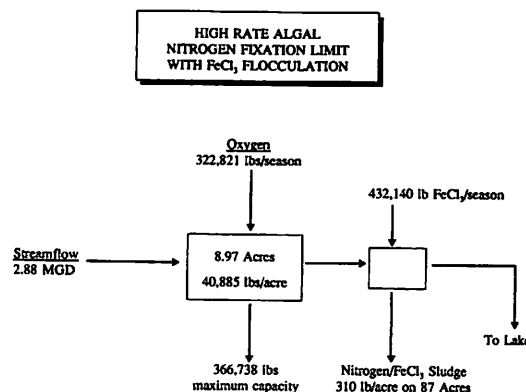 HIGH RATE ALGAL
NITROGEN FIXATION LIMIT
WITH FeCl₃ FLOCCULATION
Oxygen
322,821 lbs/season
432,140 lb FeCl₃/season
Streamflow
2.88 MGD
8.97 Acres
40,885 lbs/acre
To Lake
366,738 lbs
maximum capacity
Nitrogen/FeCl₃ Sludge
310 lb/acre on 87 Acres